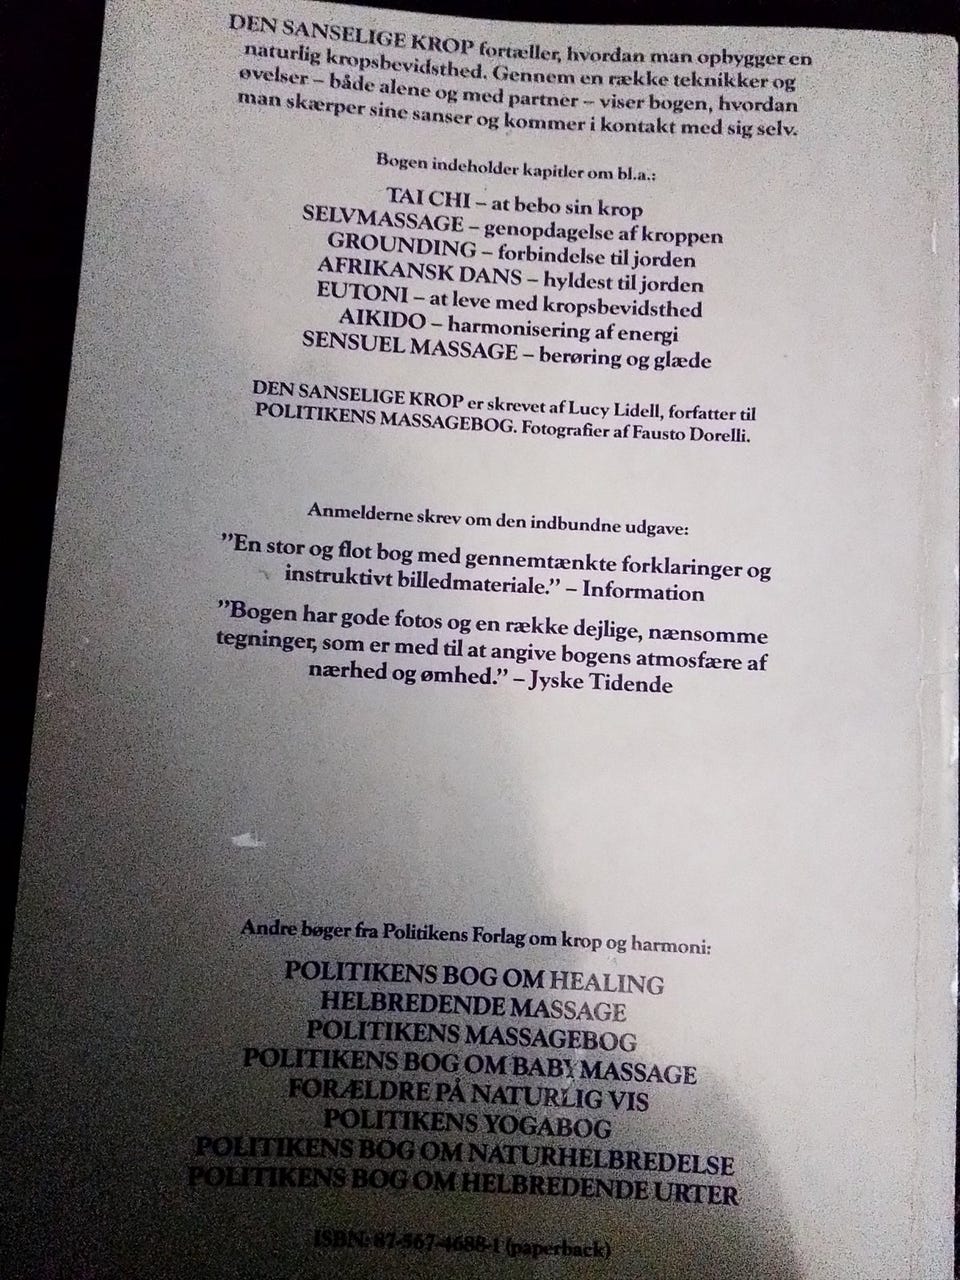 DEN SANSELIGE KROP fortæller, hvordan man opbygger en
naturlig kropsbevidsthed. Gennem en række teknikker og
øvelser – både alene og med partner – viser bogen, hvordan
man skærper sine sanser og kommer i kontakt med sig selv.
Bogen indeholder kapitler om bl.a.:
TAI CHI – at bebo sin krop
SELVMASSAGE – genopdagelse af kroppen
GROUNDING – forbindelse til jorden
AFRIKANSK DANS – hyldest til jorden
EUTONI – at leve med kropsbevidsthed
AIKIDO – harmonisering af energi
SENSUEL MASSAGE – berøring og glæde
DEN SANSELIGE KROP er skrevet af Lucy Lidell, forfatter til
POLITIKENS MASSAGEBOG. Fotografier af Fausto Dorelli.
Anmelderne skrev om den indbundne udgave:
”En stor og flot bog med gennemtænkte forklaringer og
instruktivt billedmateriale.” – Information
”Bogen har gode fotos og en række dejlige, nænsomme
tegninger, som er med til at angive bogens atmosfære af
nærhed og ømhed.” – Jyske Tidende
Andre bøger fra Politikens Forlag om krop og harmoni:
POLITIKENS BOG OM HEALING
HELBREDENDE MASSAGE
POLITIKENS MASSAGEBOG
POLITIKENS BOG OM BABYMASSAGE
FORÆLDRE PÅ NATURLIG VIS
POLITIKENS YOGABOG
POLITIKENS BOG OM NATURHELBREDELSE
POLITIKENS BOG OM HELBREDENDE URTER
ISBN: 87-567-4688-1 (paperback)